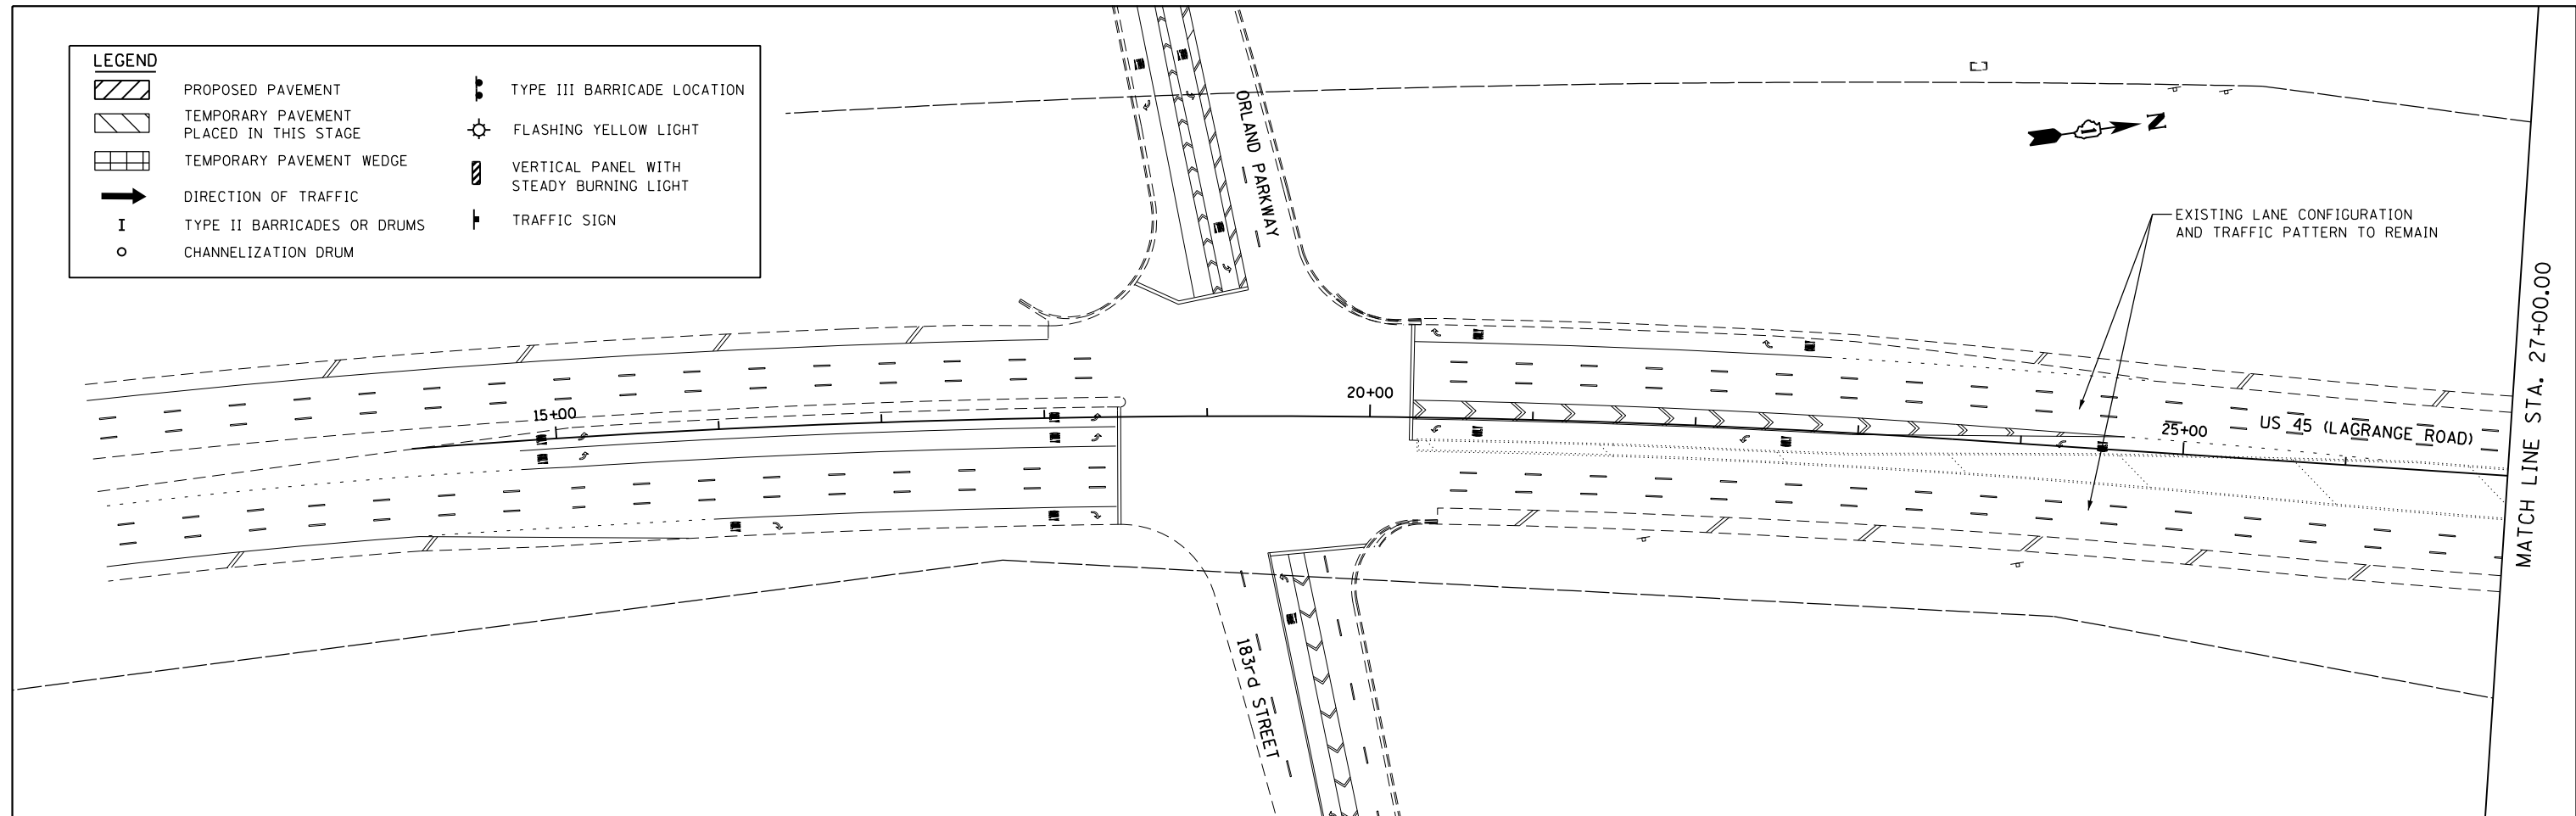 LEGEND
PROPOSED PAVEMENT
TEMPORARY PAVEMENT
PLACED IN THIS STAGE
TEMPORARY PAVEMENT WEDGE
DIRECTION OF TRAFFIC
TYPE II BARRICADES OR DRUMS
CHANNELIZATION DRUM
TYPE III BARRICADE LOCATION
FLASHING YELLOW LIGHT
VERTICAL PANEL WITH
STEADY BURNING LIGHT
TRAFFIC SIGN
ORLAND PARKWAY
N
EXISTING LANE CONFIGURATION
AND TRAFFIC PATTERN TO REMAIN
MATCH LINE STA. 27+00.00
15+00
20+00
25+00
US 45 (LAGRANGE ROAD)
183rd STREET